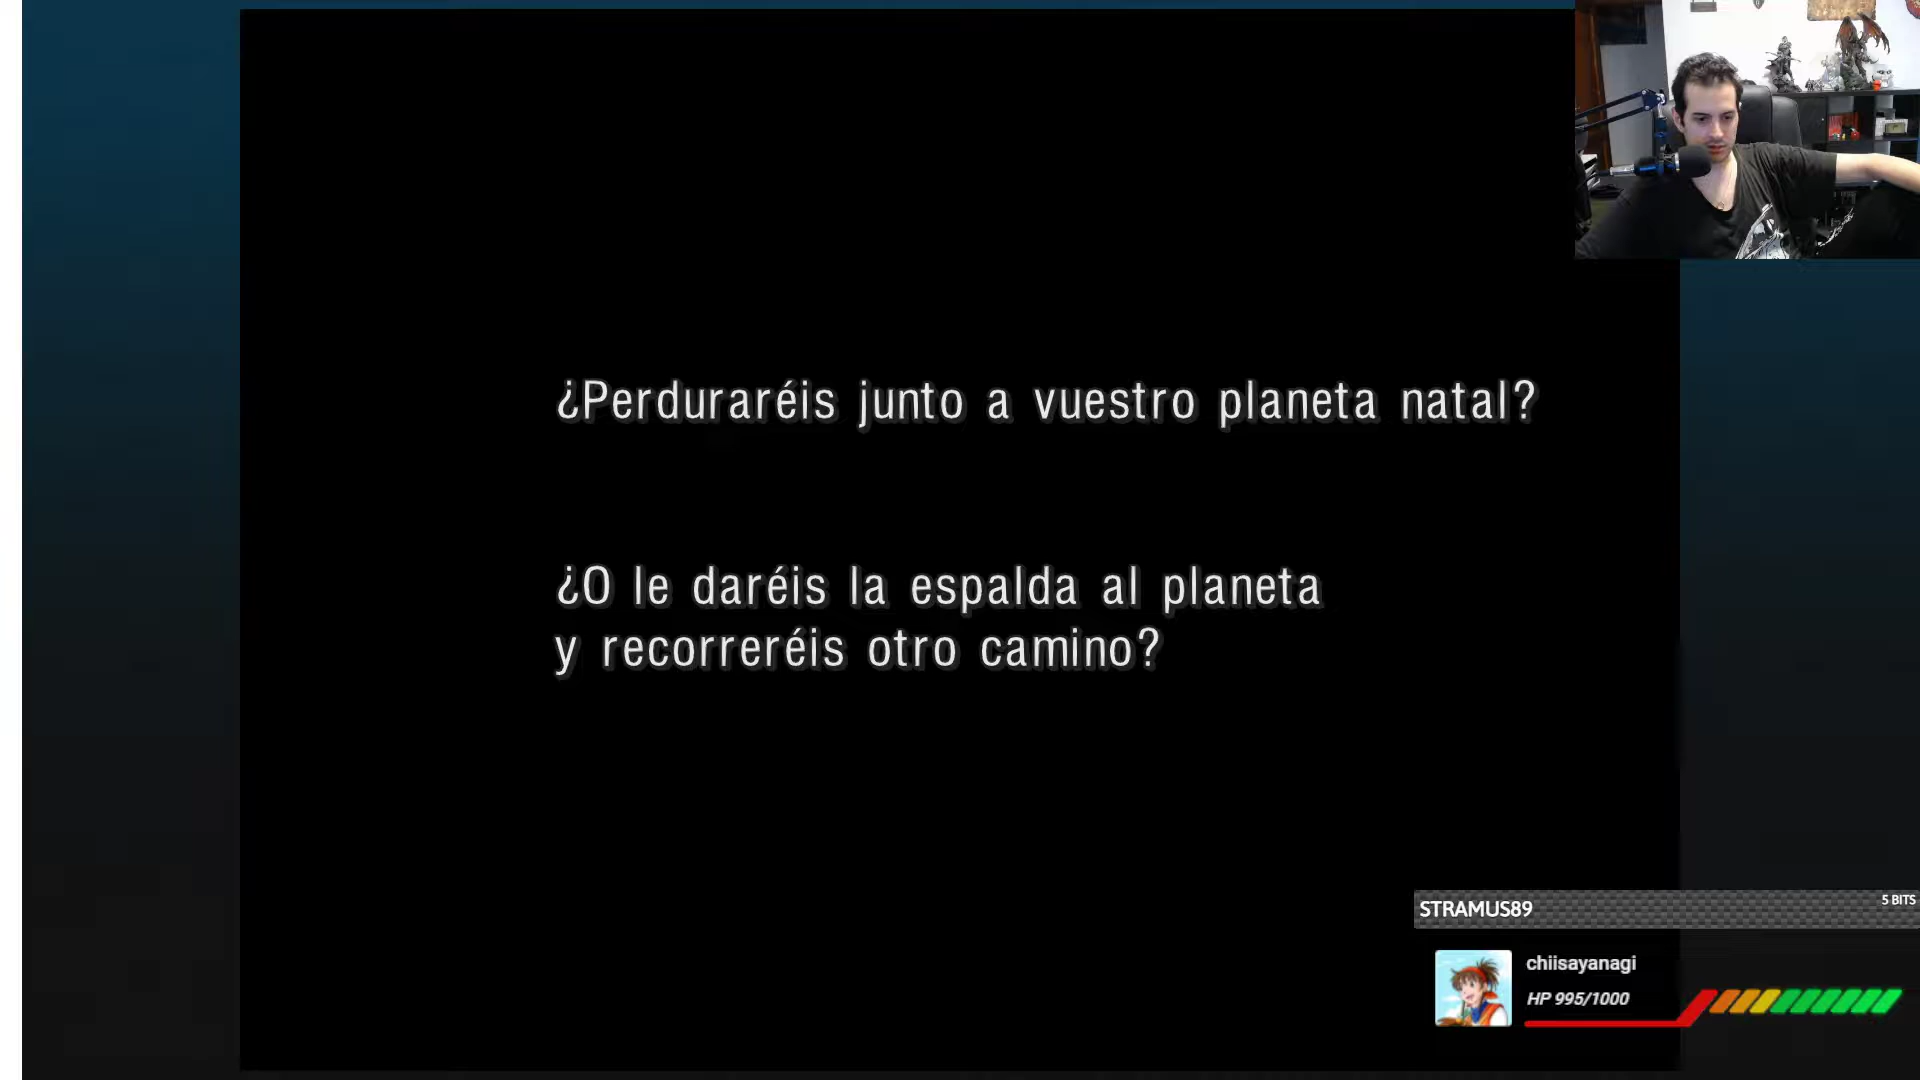 ¿Perduraréis junto a vuestro planeta natal?
¿O le daréis la espalda al planeta
y recorreréis otro camino?
STRAMUS89
5 BITS
chiisayanagi
HP 995/1000